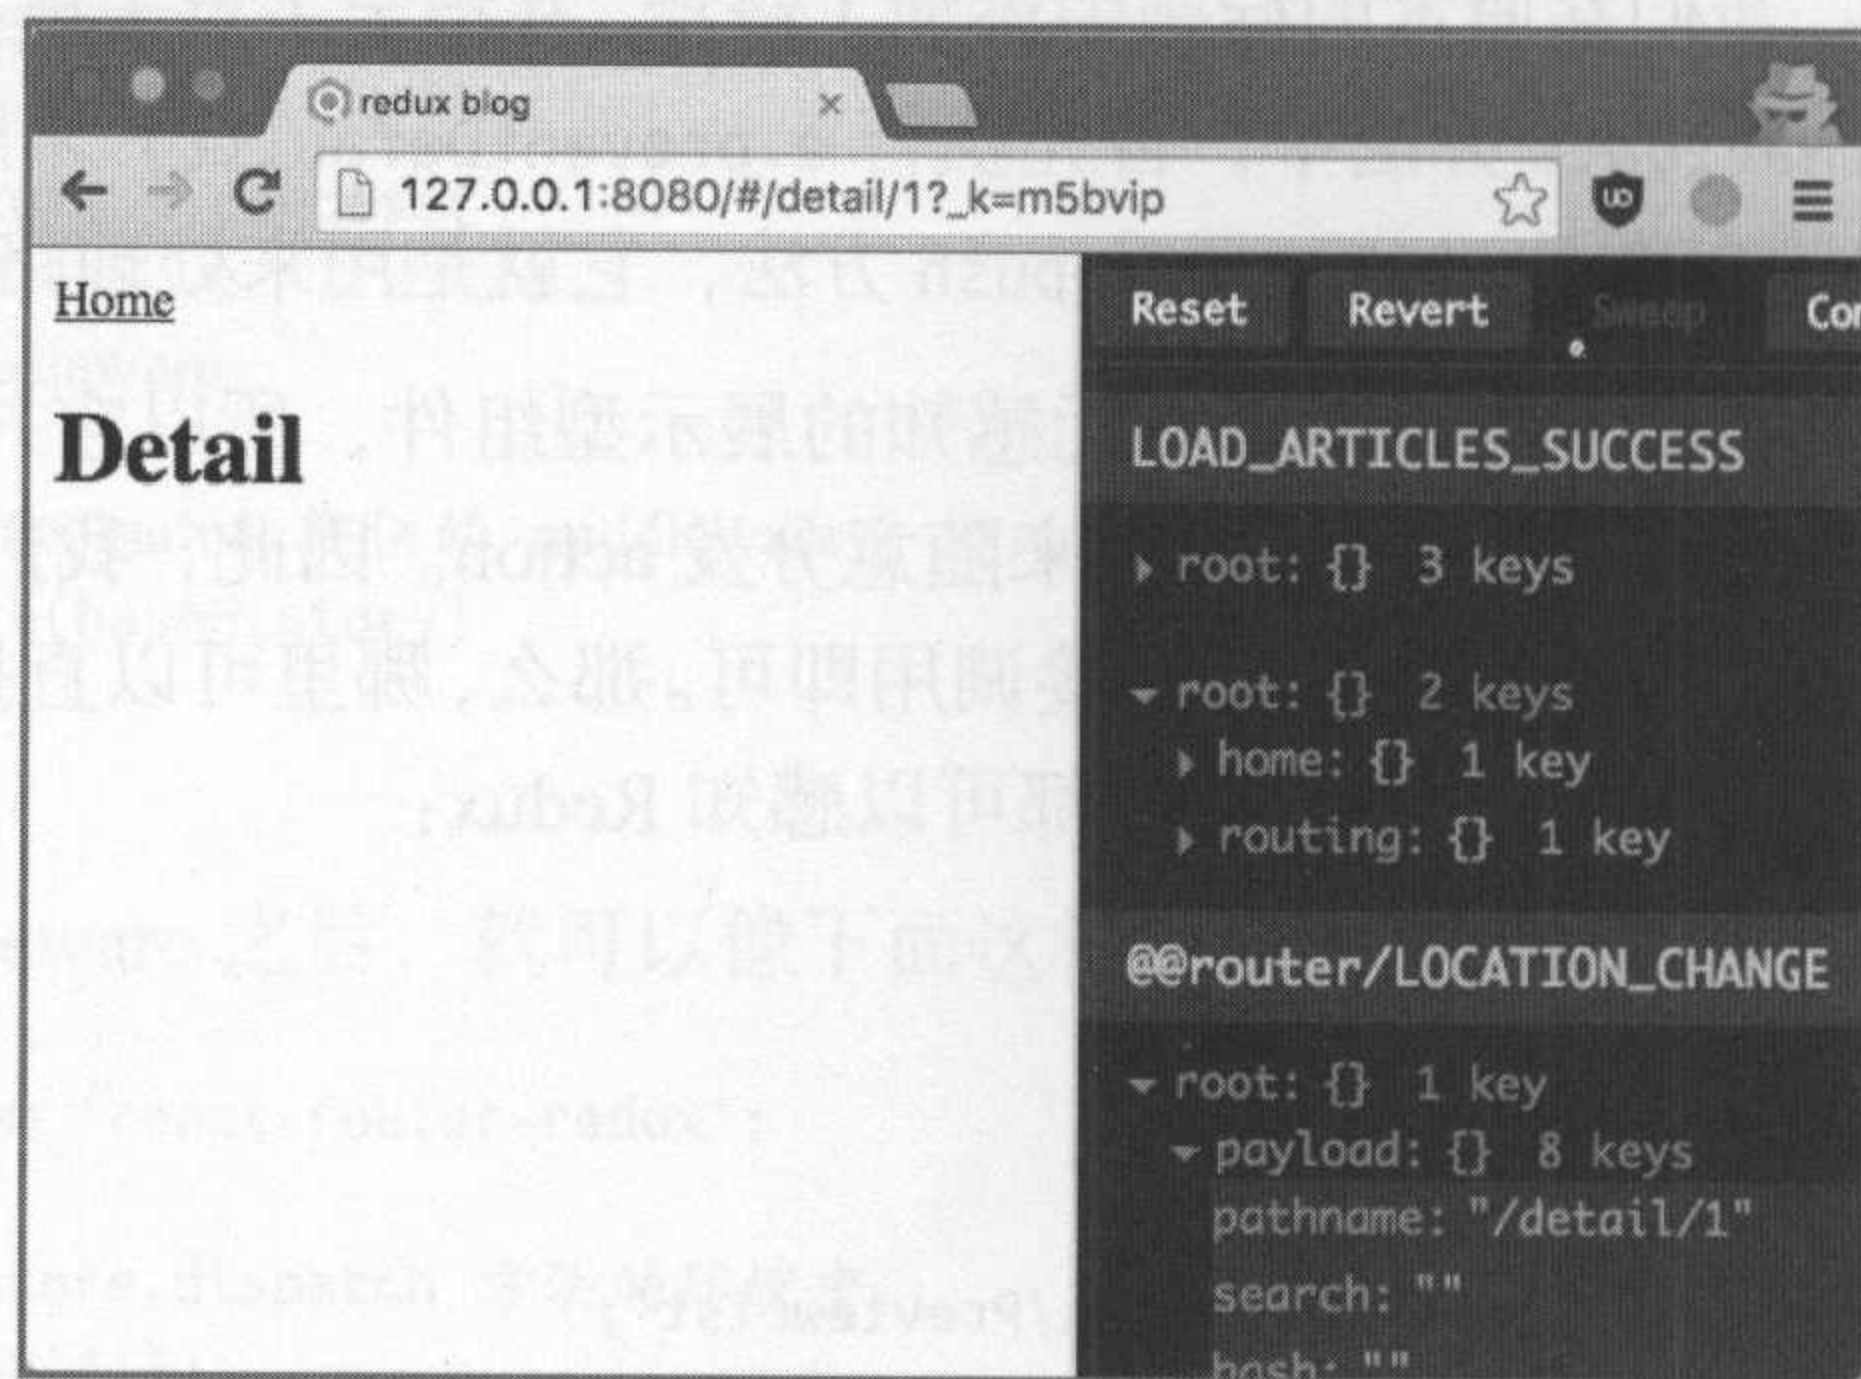 redux blog
127.0.0.1:8080/#/detail/1?_k=m5bvip
Home
Detail
Reset Revert Sweep
LOAD_ARTICLES_SUCCESS
root: {} 3 keys
root: {} 2 keys
home: {} 1 key
routing: {} 1 key
@@router/LOCATION_CHANGE
root: {} 1 key
payload: {} 8 keys
pathname: "/detail/1"
search: ""
hash: ""